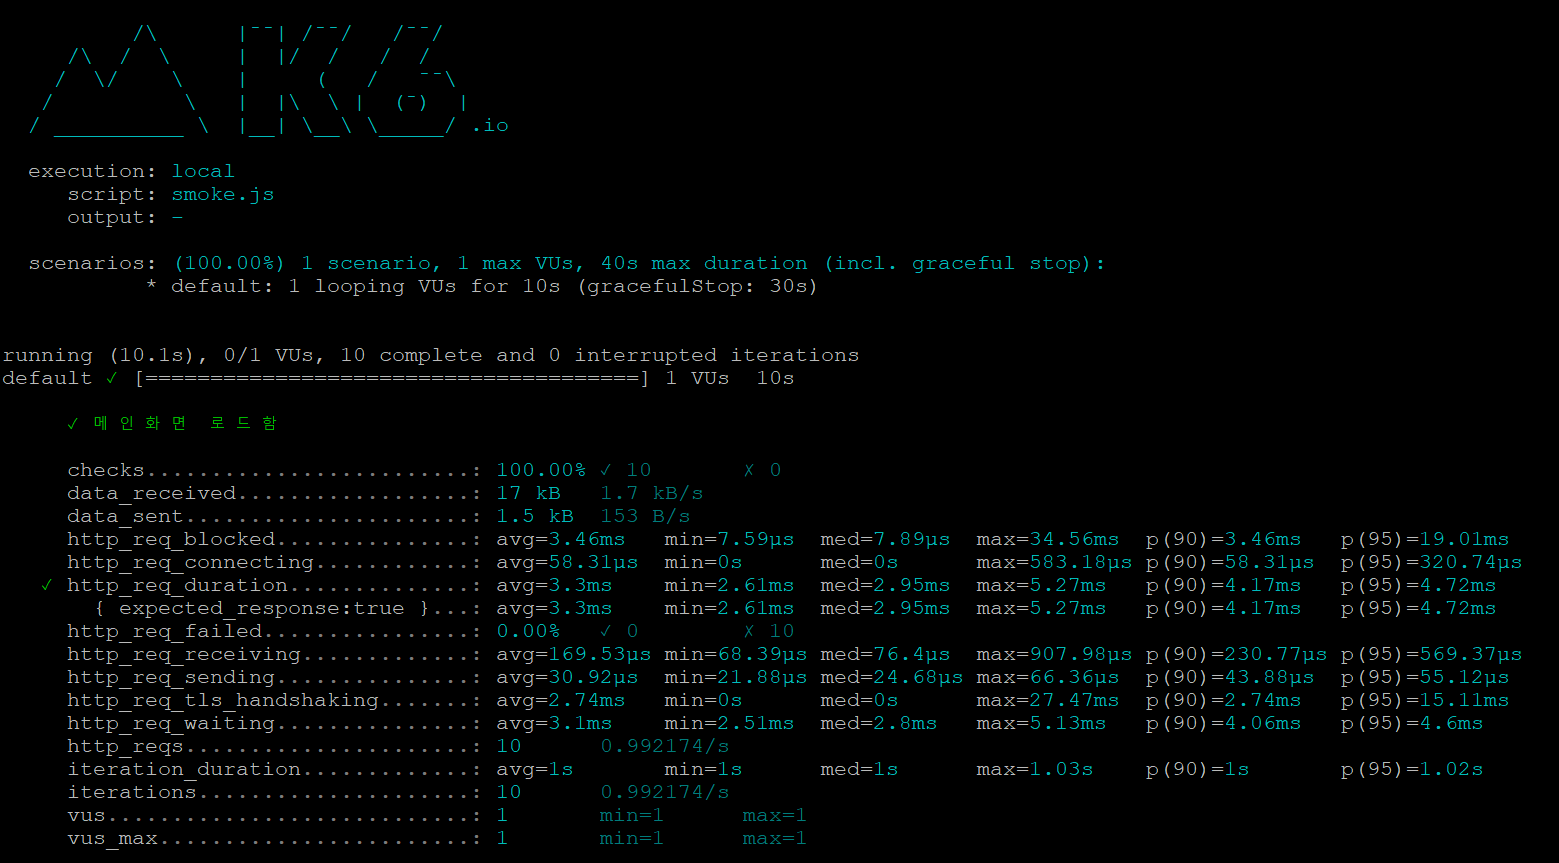 /\      |‾‾| /‾‾/   /‾‾/
     /\  /  \     |  |/  /   /  /
    /  \/    \    |     (   /   ‾‾\
   /          \   |  |\  \ |  (‾)  |
  / __________ \  |__| \__\ \_____/ .io
execution: local
script: smoke.js
output: -
scenarios: (100.00%) 1 scenario, 1 max VUs, 40s max duration (incl. graceful stop):
* default: 1 looping VUs for 10s (gracefulStop: 30s)
running (10.1s), 0/1 VUs, 10 complete and 0 interrupted iterations
default ✓ [======================================] 1 VUs  10s
✓ 메인화면 로드함
checks.........................: 100.00% ✓ 10 ✗ 0
data_received..................: 17 kB 1.7 kB/s
data_sent......................: 1.5 kB 153 B/s
http_req_blocked...............: avg=3.46ms min=7.59µs med=7.89µs max=34.56ms p(90)=3.46ms p(95)=19.01ms
http_req_connecting............: avg=58.31µs min=0s med=0s max=583.18µs p(90)=58.31µs p(95)=320.74µs
✓ http_req_duration..............: avg=3.3ms min=2.61ms med=2.95ms max=5.27ms p(90)=4.17ms p(95)=4.72ms
{ expected_response:true }...: avg=3.3ms min=2.61ms med=2.95ms max=5.27ms p(90)=4.17ms p(95)=4.72ms
http_req_failed................: 0.00% ✓ 0 ✗ 10
http_req_receiving.............: avg=169.53µs min=68.39µs med=76.4µs max=907.98µs p(90)=230.77µs p(95)=569.37µs
http_req_sending...............: avg=30.92µs min=21.88µs med=24.68µs max=66.36µs p(90)=43.88µs p(95)=55.12µs
http_req_tls_handshaking.......: avg=2.74ms min=0s med=0s max=27.47ms p(90)=2.74ms p(95)=15.11ms
http_req_waiting...............: avg=3.1ms min=2.51ms med=2.8ms max=5.13ms p(90)=4.06ms p(95)=4.6ms
http_reqs......................: 10 0.992174/s
iteration_duration.............: avg=1s min=1s med=1s max=1.03s p(90)=1s p(95)=1.02s
iterations.....................: 10 0.992174/s
vus............................: 1 min=1 max=1
vus_max........................: 1 min=1 max=1